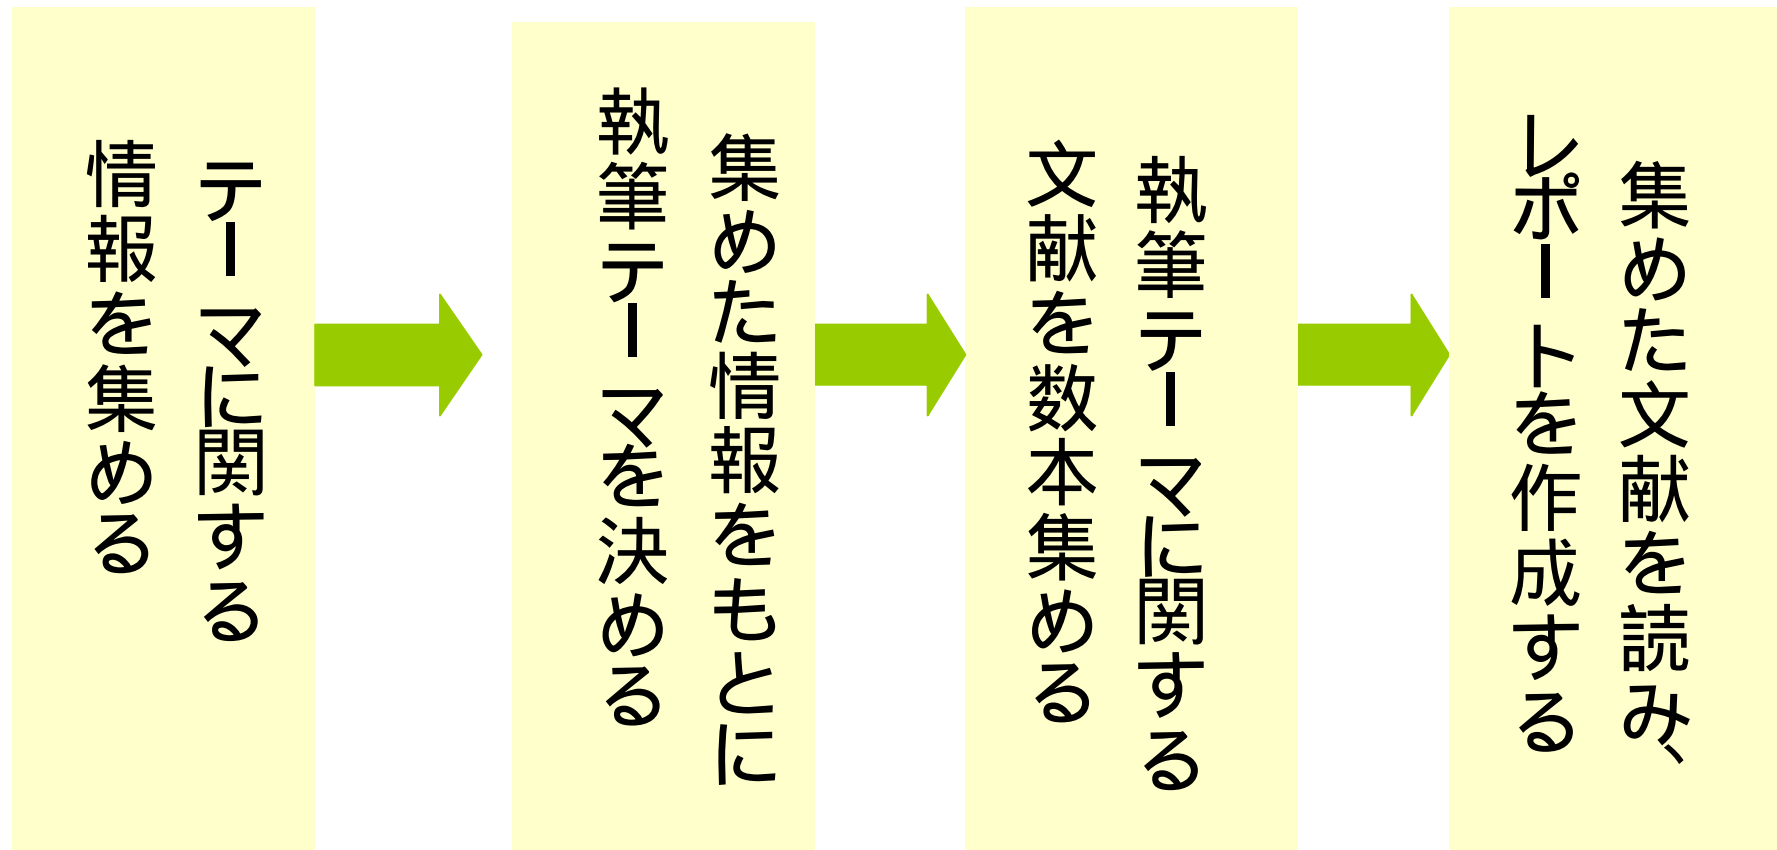 テーマに関する
情報を集める
集めた情報をもとに
執筆テーマを決める
執筆テーマに関する
文献を数本集める
集めた文献を読み、
レポートを作成する